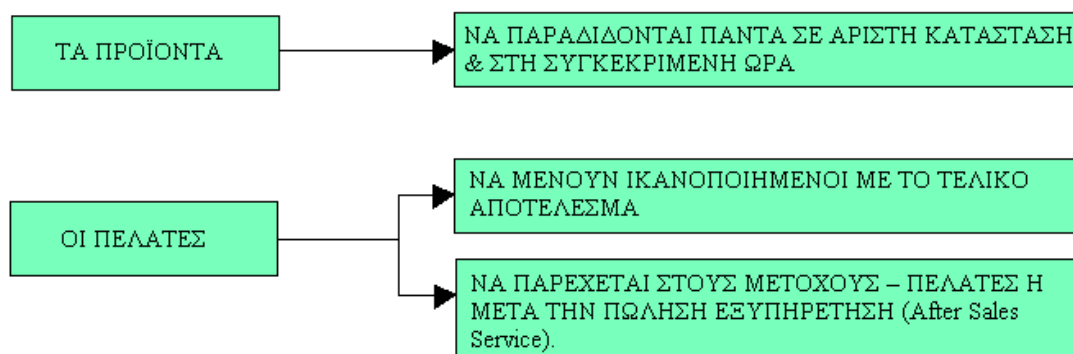 ΤΑ ΠΡΟΪΟΝΤΑ
ΝΑ ΠΑΡΑΔΙΔΟΝΤΑΙ ΠΑΝΤΑ ΣΕ ΑΡΙΣΤΗ ΚΑΤΑΣΤΑΣΗ
& ΣΤΗ ΣΥΓΚΕΚΡΙΜΕΝΗ ΩΡΑ
ΟΙ ΠΕΛΑΤΕΣ
ΝΑ ΜΕΝΟΥΝ ΙΚΑΝΟΠΟΙΗΜΕΝΟΙ ΜΕ ΤΟ ΤΕΛΙΚΟ
ΑΠΟΤΕΛΕΣΜΑ
ΝΑ ΠΑΡΕΧΕΤΑΙ ΣΤΟΥΣ ΜΕΤΟΧΟΥΣ – ΠΕΛΑΤΕΣ Η
ΜΕΤΑ ΤΗΝ ΠΩΛΗΣΗ ΕΞΥΠΗΡΕΤΗΣΗ (After Sales
Service).